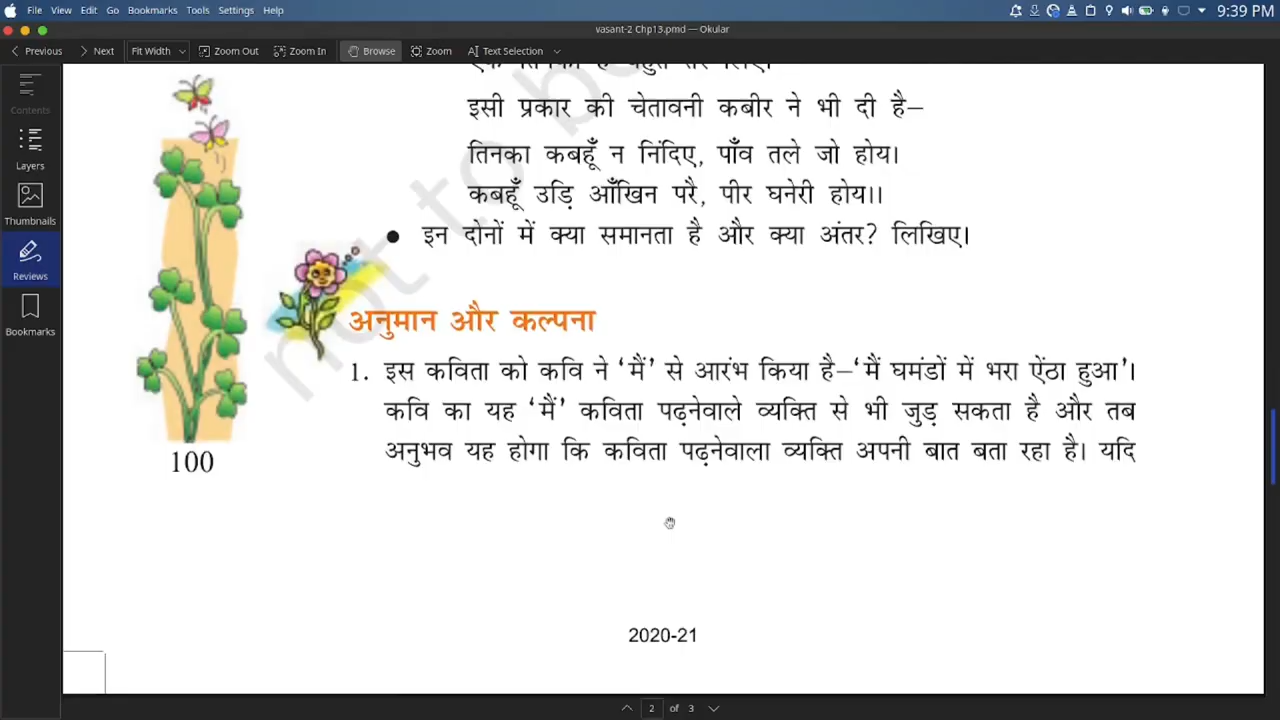 File Edit View Go Bookmarks Tools Settings Help 9:39 PM
vasant-2 Chp13.pmd — Okular
Previous Next Fit Width Zoom Out Zoom In Browse Zoom Text Selection
Contents
Layers
Thumbnails
Reviews
Bookmarks
इसी प्रकार की चेतावनी कबीर ने भी दी है–
तिनका कबहूँ न निंदिए, पाँव तले जो होय।
कबहूँ उड़ि आँखिन परै, पीर घनेरी होय।।
● इन दोनों में क्या समानता है और क्या अंतर? लिखिए।
अनुमान और कल्पना
1. इस कविता को कवि ने ‘मैं’ से आरंभ किया है–‘मैं घमंडों में भरा ऐंठा हुआ’।
कवि का यह ‘मैं’ कविता पढ़नेवाले व्यक्ति से भी जुड़ सकता है और तब
अनुभव यह होगा कि कविता पढ़नेवाला व्यक्ति अपनी बात बता रहा है। यदि
100
not to b
2020-21
2 of 3